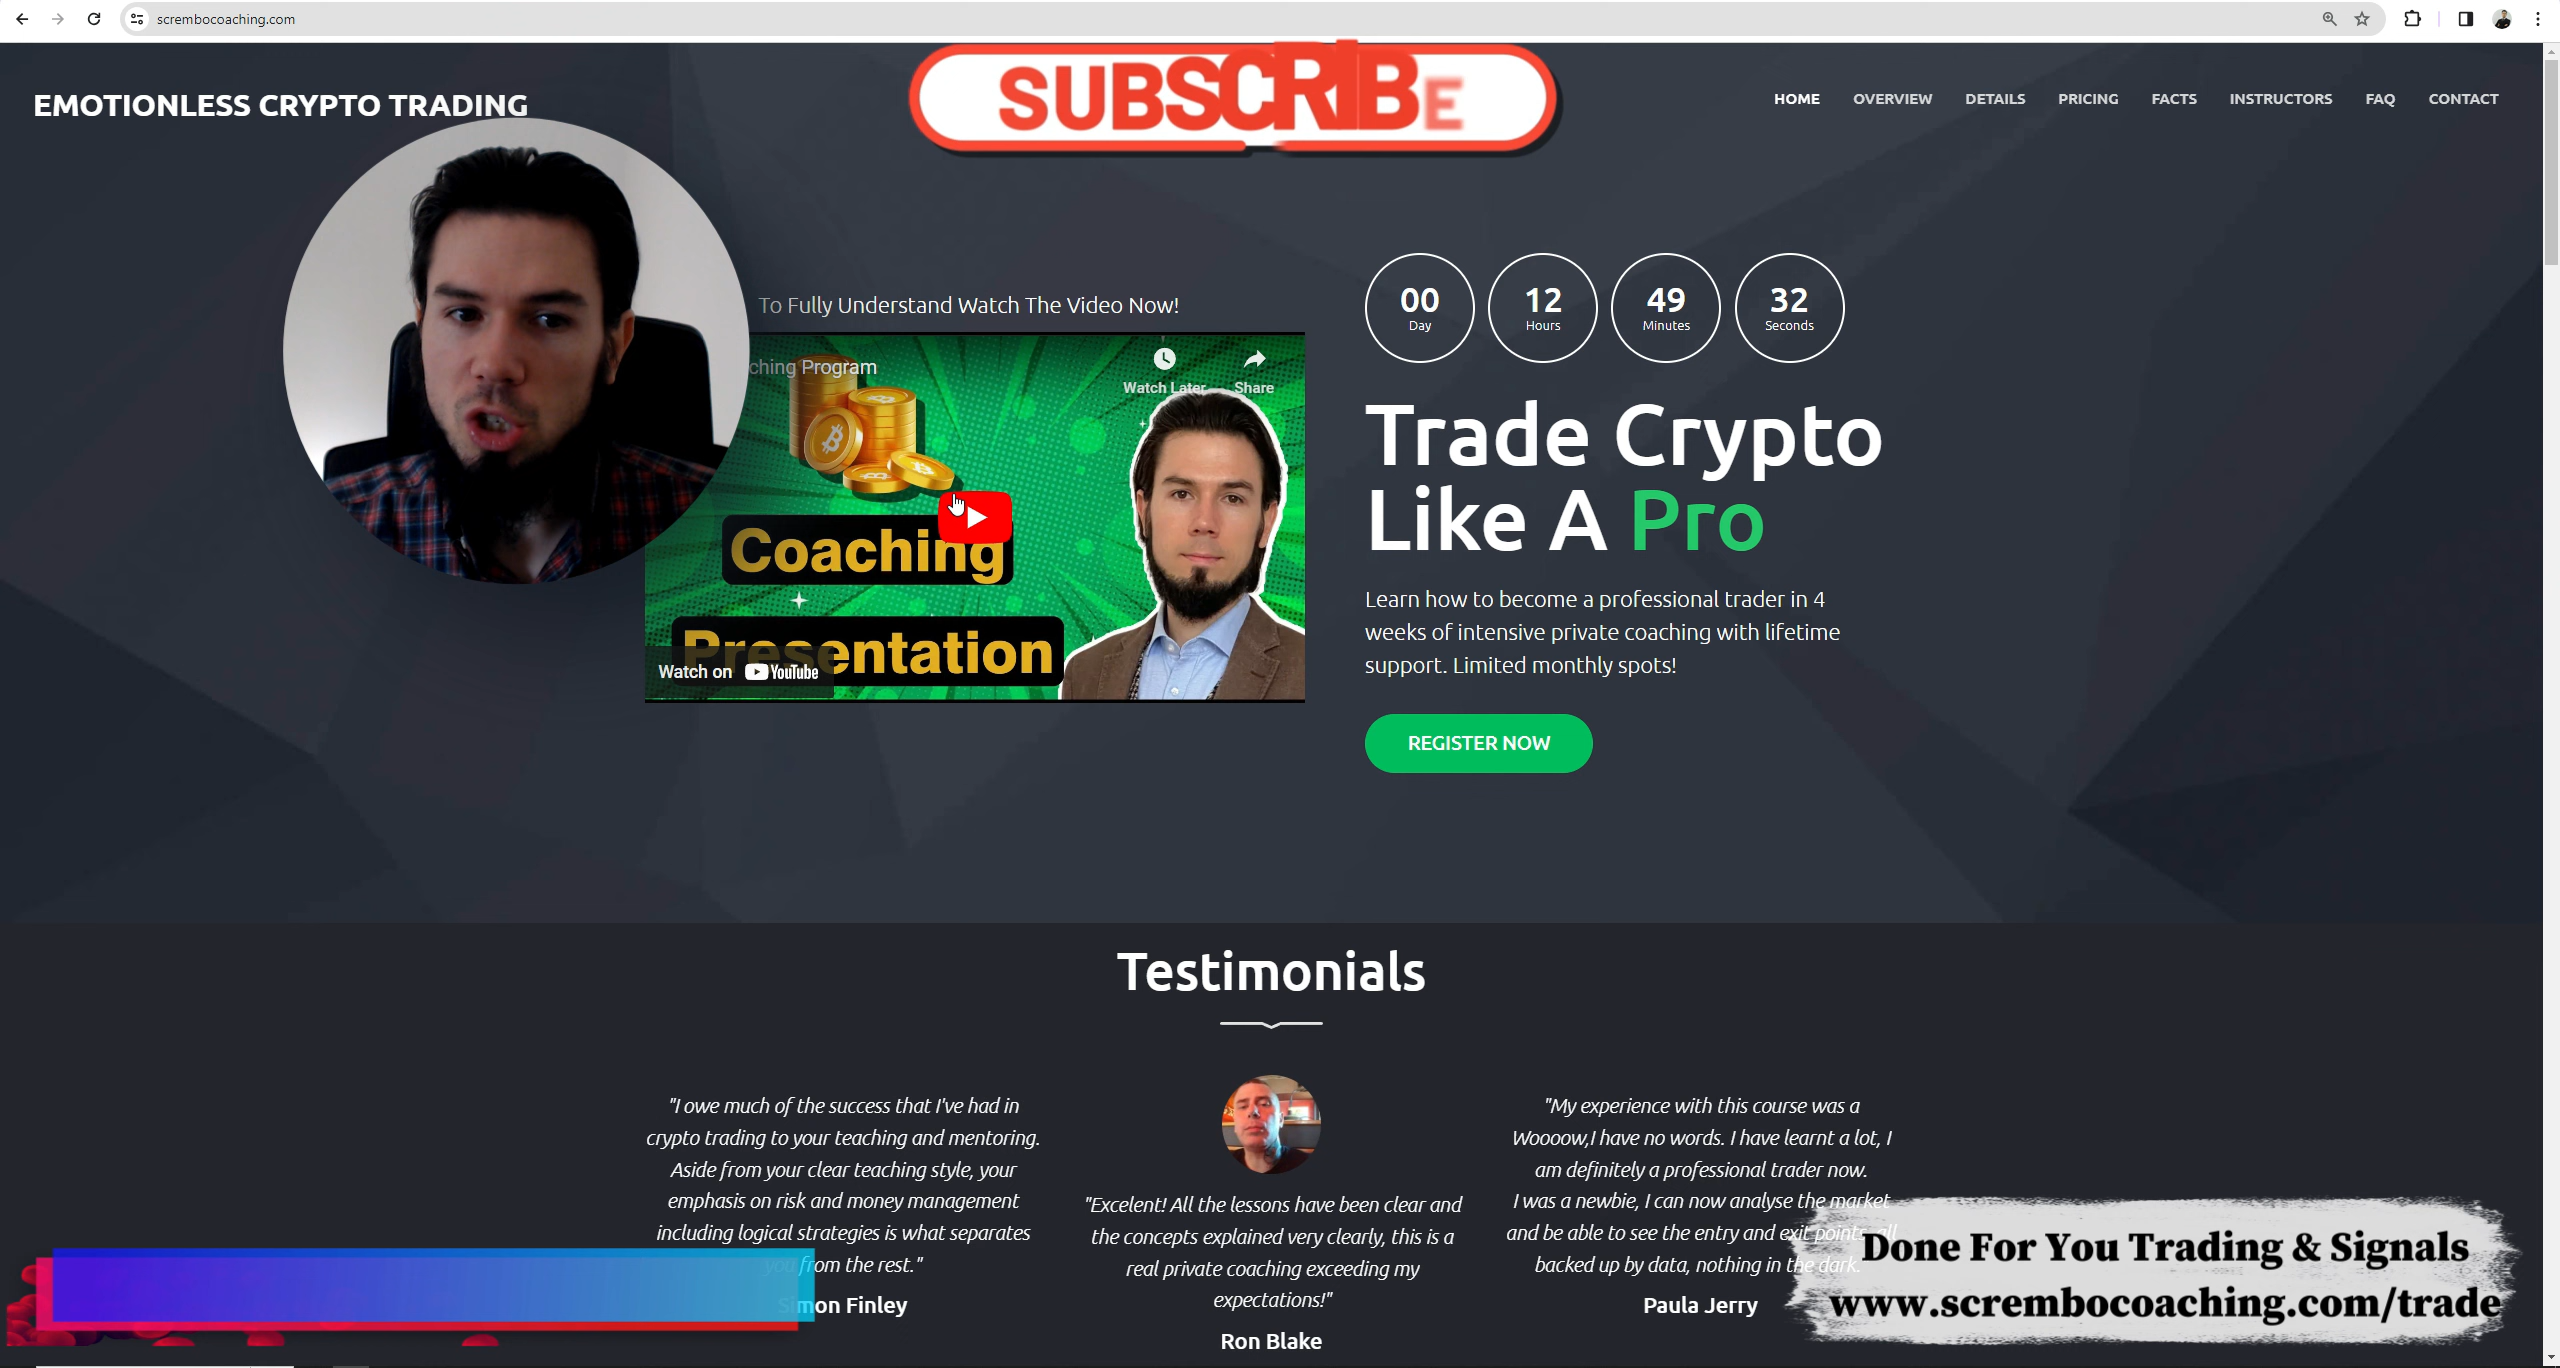 scrembocoaching.com
SUBSCRIBE
EMOTIONLESS CRYPTO TRADING
HOME OVERVIEW DETAILS PRICING FACTS INSTRUCTORS FAQ CONTACT
To Fully Understand Watch The Video Now!
ching Program
Watch Later
Share
Coaching
Presentation
Watch on YouTube
00
Day
12
Hours
49
Minutes
32
Seconds
Trade Crypto
Like A Pro
Learn how to become a professional trader in 4
weeks of intensive private coaching with lifetime
support. Limited monthly spots!
REGISTER NOW
Testimonials
"I owe much of the success that I've had in
crypto trading to your teaching and mentoring.
Aside from your clear teaching style, your
emphasis on risk and money management
including logical strategies is what separates
you from the rest."
Simon Finley
"Excelent! All the lessons have been clear and
the concepts explained very clearly, this is a
real private coaching exceeding my
expectations!"
Ron Blake
"My experience with this course was a
Woooow,I have no words. I have learnt a lot, I
am definitely a professional trader now.
I was a newbie, I can now analyse the market
and be able to see the entry and exit points, all
backed up by data, nothing in the dark."
Paula Jerry
Done For You Trading & Signals
www.scrembocoaching.com/trade